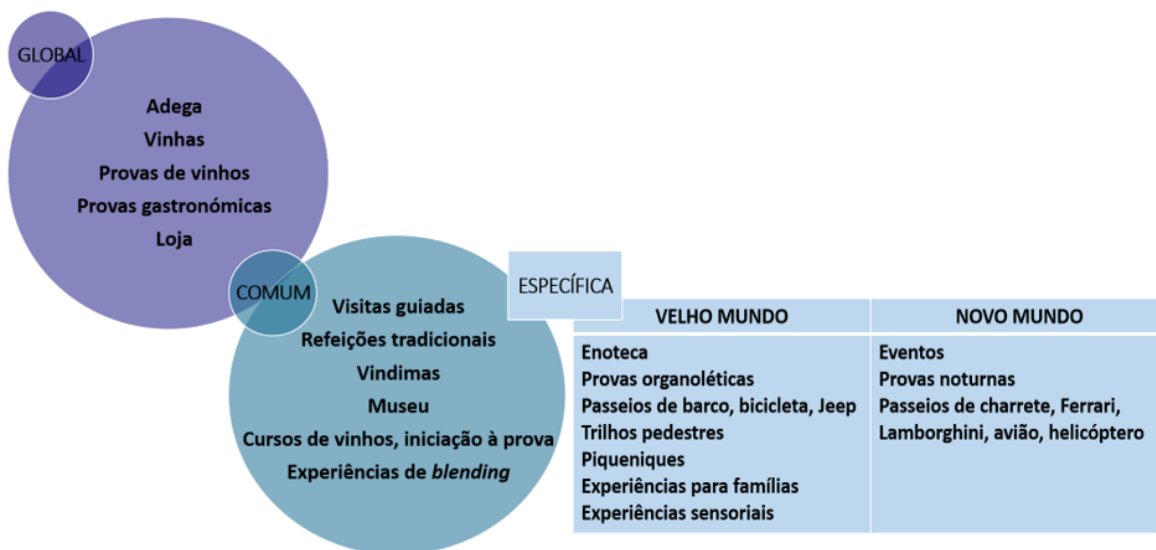 GLOBAL
Adega
Vinhas
Provas de vinhos
Provas gastronómicas
Loja
COMUM
Visitas guiadas
Refeições tradicionais
Vindimas
Museu
Cursos de vinhos, iniciação à prova
Experiências de blending
ESPECÍFICA
VELHO MUNDO
Enoteca
Provas organoléticas
Passeios de barco, bicicleta, Jeep
Trilhos pedestres
Piqueniques
Experiências para famílias
Experiências sensoriais
NOVO MUNDO
Eventos
Provas noturnas
Passeios de charrete, Ferrari,
Lamborghini, avião, helicóptero